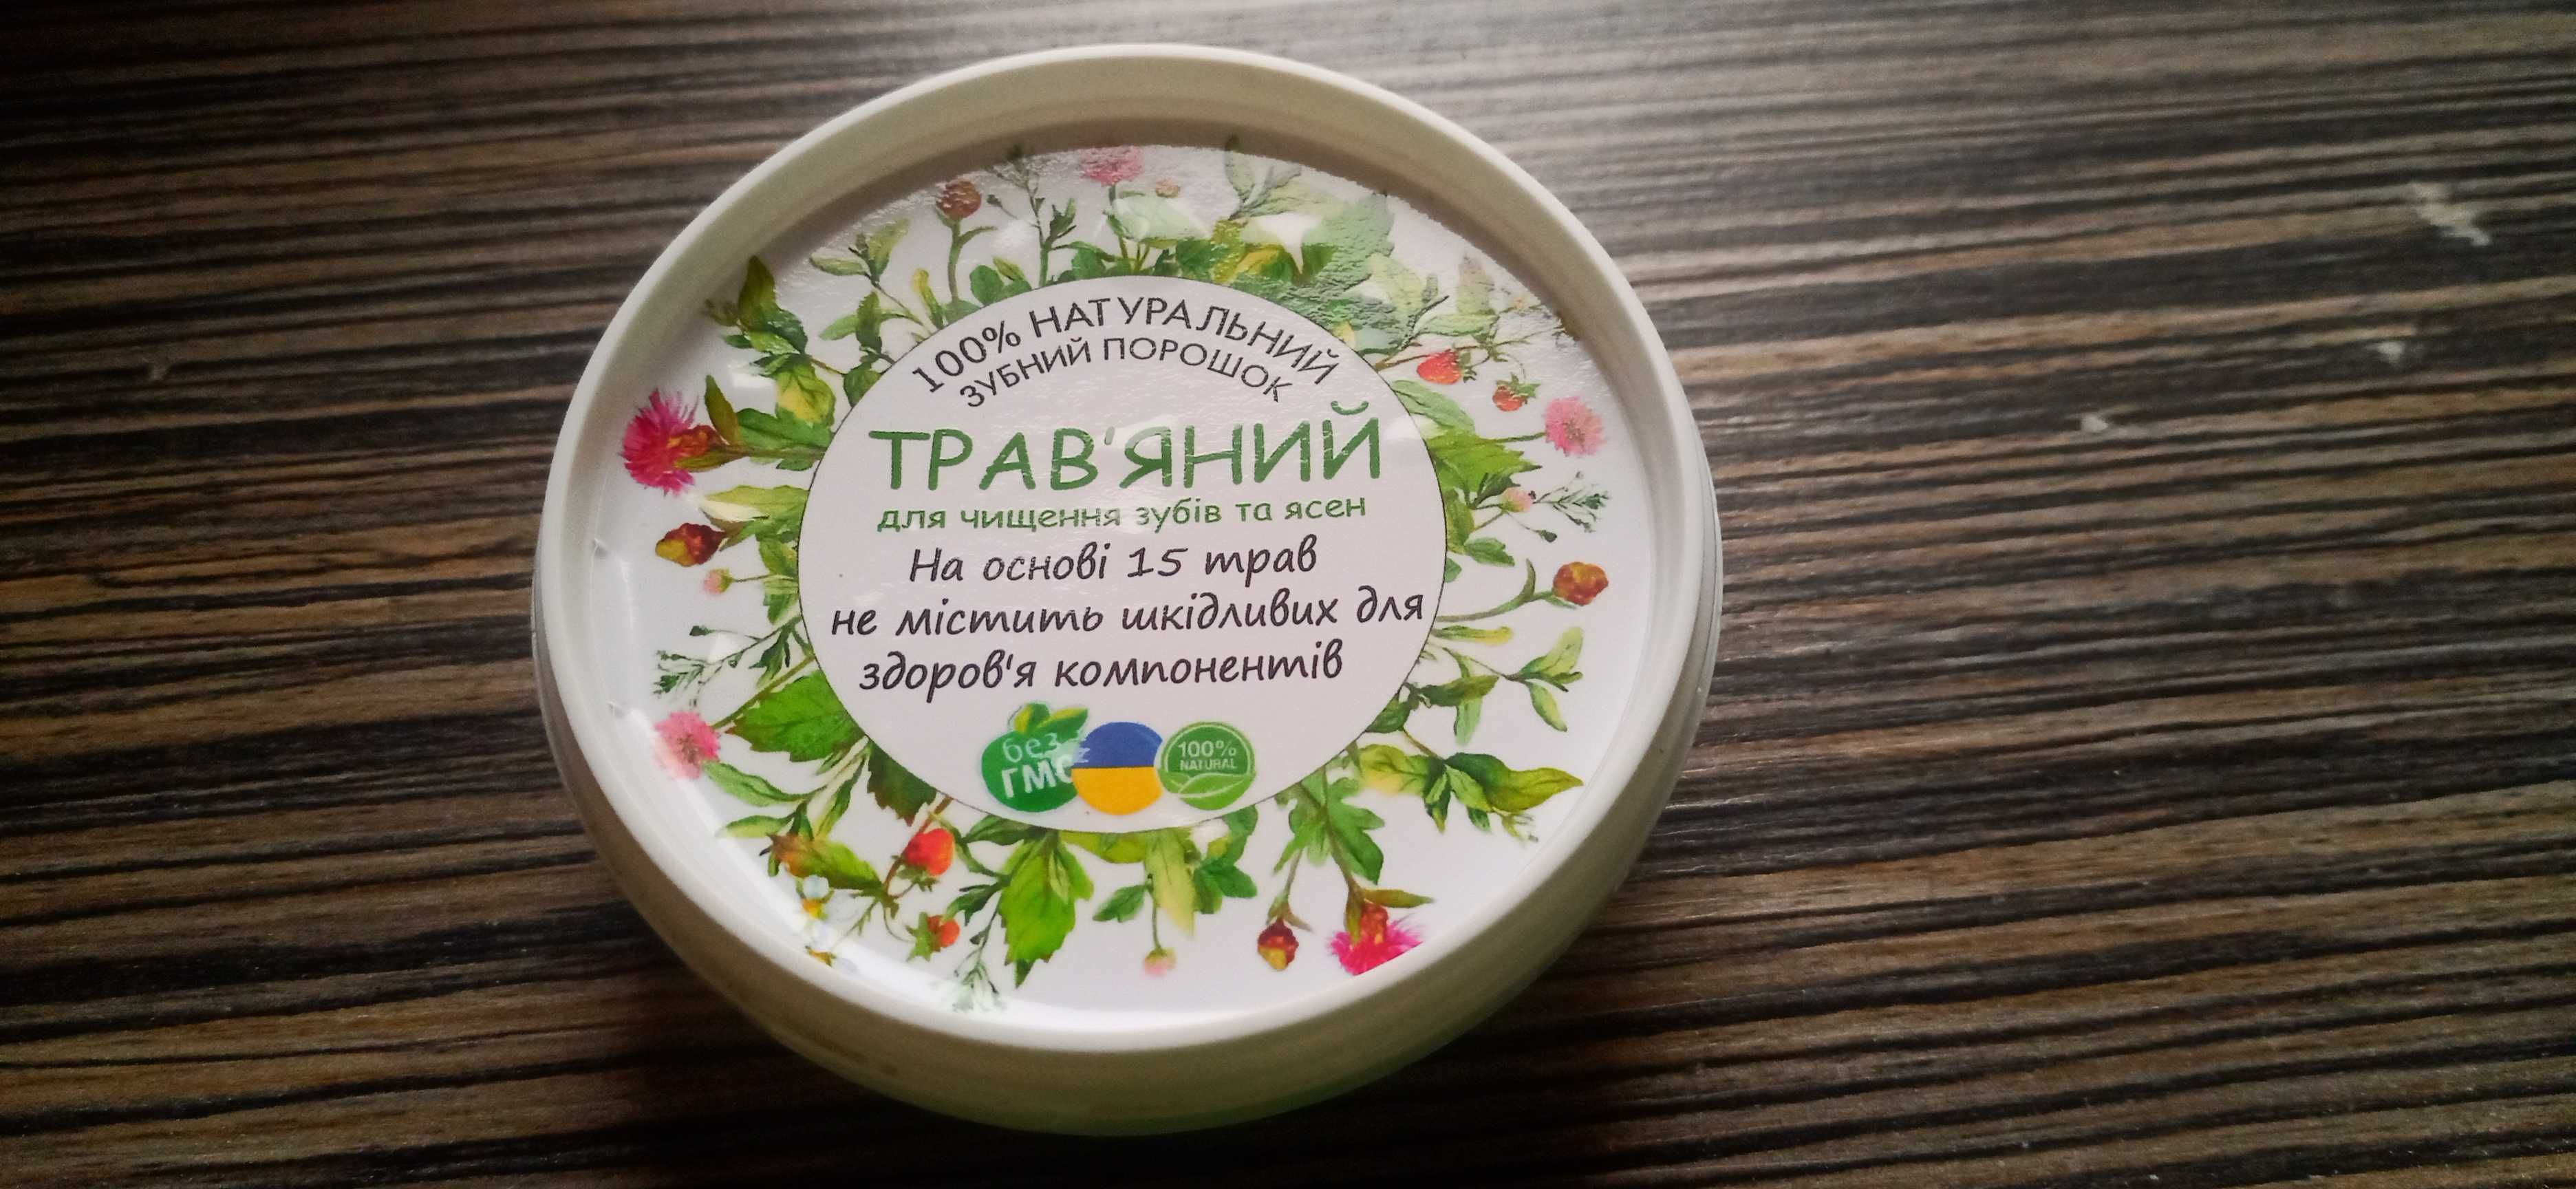 100% НАТУРАЛЬНИЙ
ЗУБНИЙ ПОРОШОК
ТРАВ'ЯНИЙ
для чищення зубів та ясен
На основі 15 трав
не містить шкідливих для
здоров'я компонентів
без
ГМО
100%
NATURAL